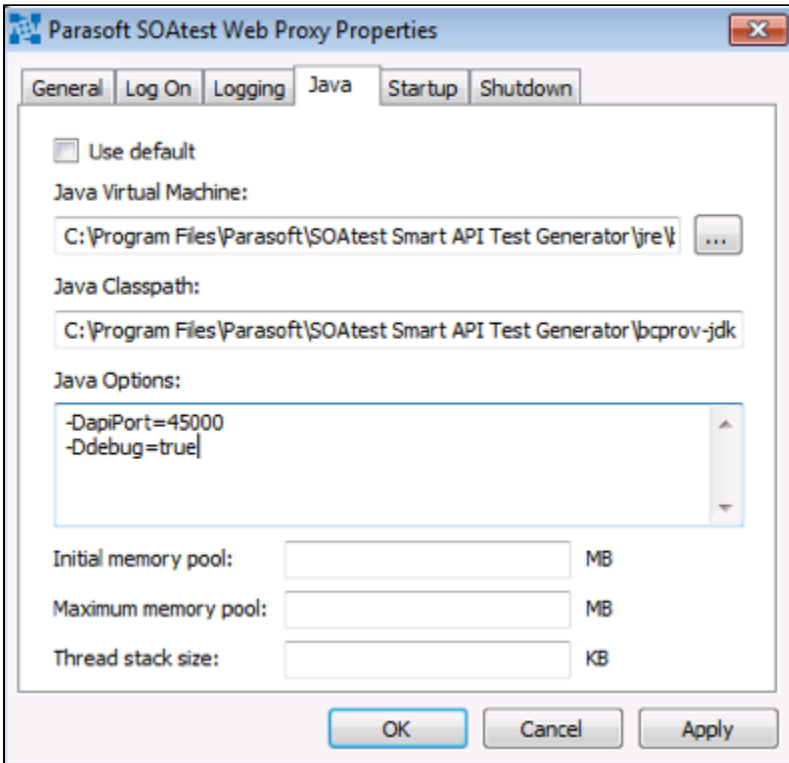 Parasoft SOAtest Web Proxy Properties
General Log On Logging Java Startup Shutdown
Use default
Java Virtual Machine:
C:\Program Files\Parasoft\SOAtest Smart API Test Generator\jre\ ...
Java Classpath:
C:\Program Files\Parasoft\SOAtest Smart API Test Generator\bcprov-jdk
Java Options:
-DapiPort=45000
-Ddebug=true
Initial memory pool: MB
Maximum memory pool: MB
Thread stack size: KB
OK Cancel Apply